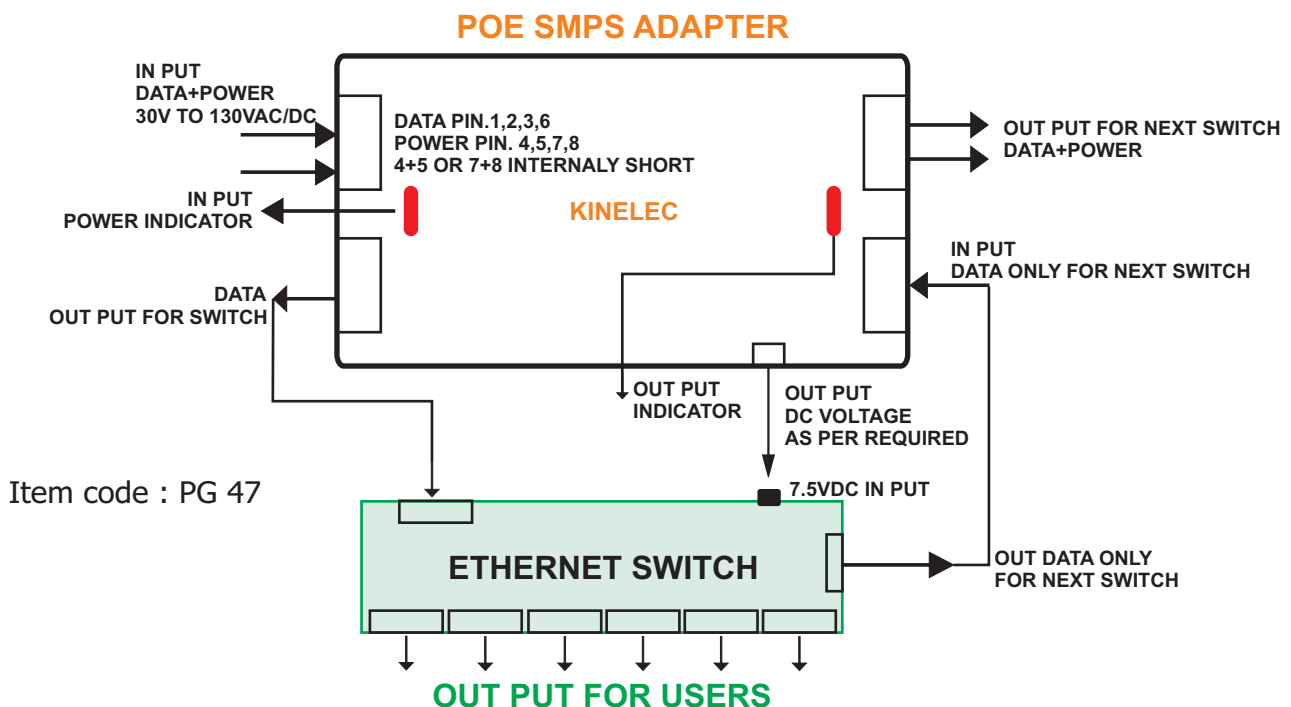 POE SMPS ADAPTER
IN PUT
DATA+POWER
30V TO 130VAC/DC
DATA PIN.1,2,3,6
POWER PIN. 4,5,7,8
4+5 OR 7+8 INTERNALY SHORT
OUT PUT FOR NEXT SWITCH
DATA+POWER
IN PUT
POWER INDICATOR
KINELEC
IN PUT
DATA ONLY FOR NEXT SWITCH
DATA
OUT PUT FOR SWITCH
OUT PUT
INDICATOR
OUT PUT
DC VOLTAGE
AS PER REQUIRED
Item code : PG 47
7.5VDC IN PUT
ETHERNET SWITCH
OUT DATA ONLY
FOR NEXT SWITCH
OUT PUT FOR USERS